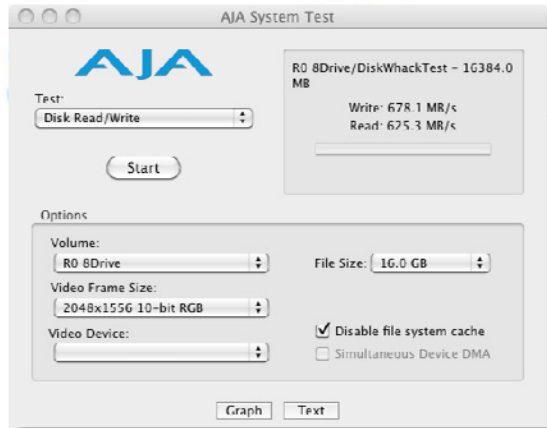 AJA System Test
AJA
Test:
Disk Read/Write
Start
R0 8Drive/DiskWhackTest - 16384.0
MB
Write: 678.1 MB/s
Read: 625.3 MB/s
Options
Volume:
R0 8Drive
File Size: 16.0 GB
Video Frame Size:
2048x1556 10-bit RGB
Video Device:
Disable file system cache
Simultaneous Device DMA
Graph
Text